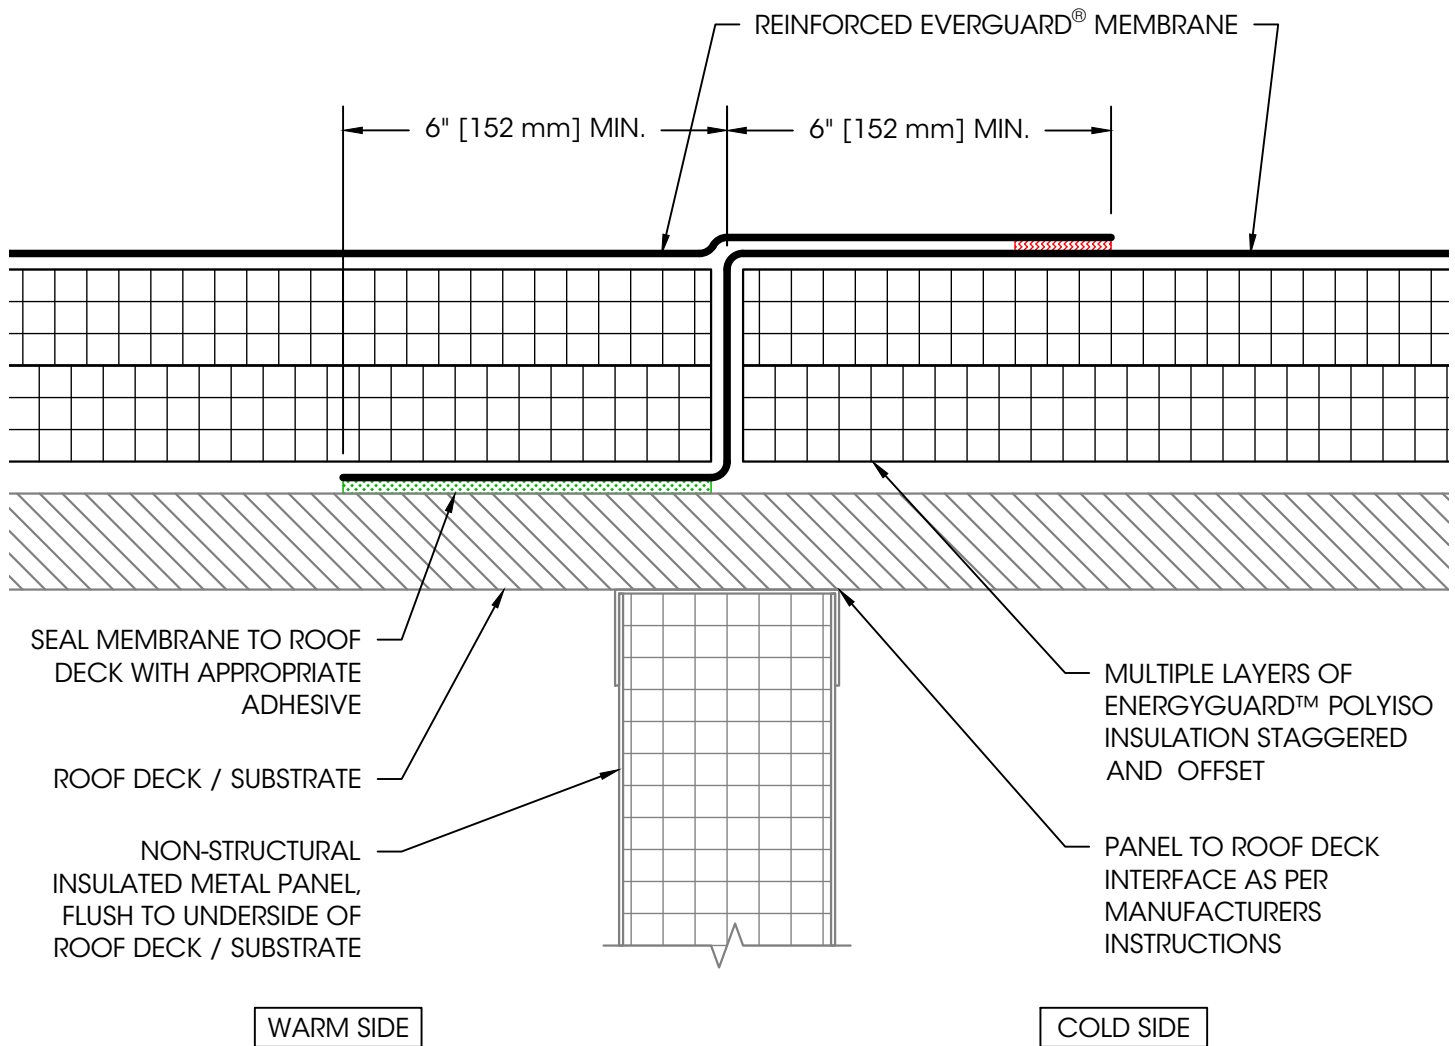 REINFORCED EVERGUARD® MEMBRANE
6" [152 mm] MIN.
6" [152 mm] MIN.
SEAL MEMBRANE TO ROOF
DECK WITH APPROPRIATE
ADHESIVE
ROOF DECK / SUBSTRATE
NON-STRUCTURAL
INSULATED METAL PANEL,
FLUSH TO UNDERSIDE OF
ROOF DECK / SUBSTRATE
MULTIPLE LAYERS OF
ENERGYGUARD™ POLYISO
INSULATION STAGGERED
AND OFFSET
PANEL TO ROOF DECK
INTERFACE AS PER
MANUFACTURERS
INSTRUCTIONS
WARM SIDE
COLD SIDE